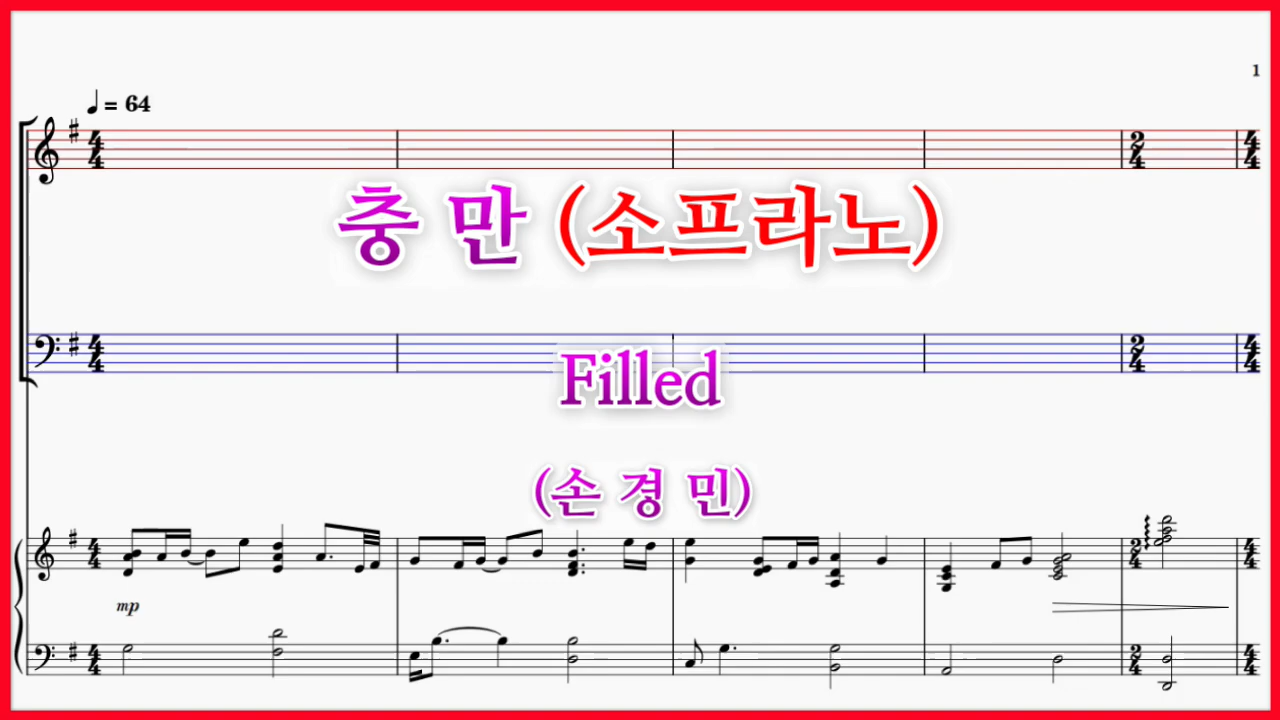 1
♩ = 64
충 만 (소프라노)
Filled
(손 경 민)
mp